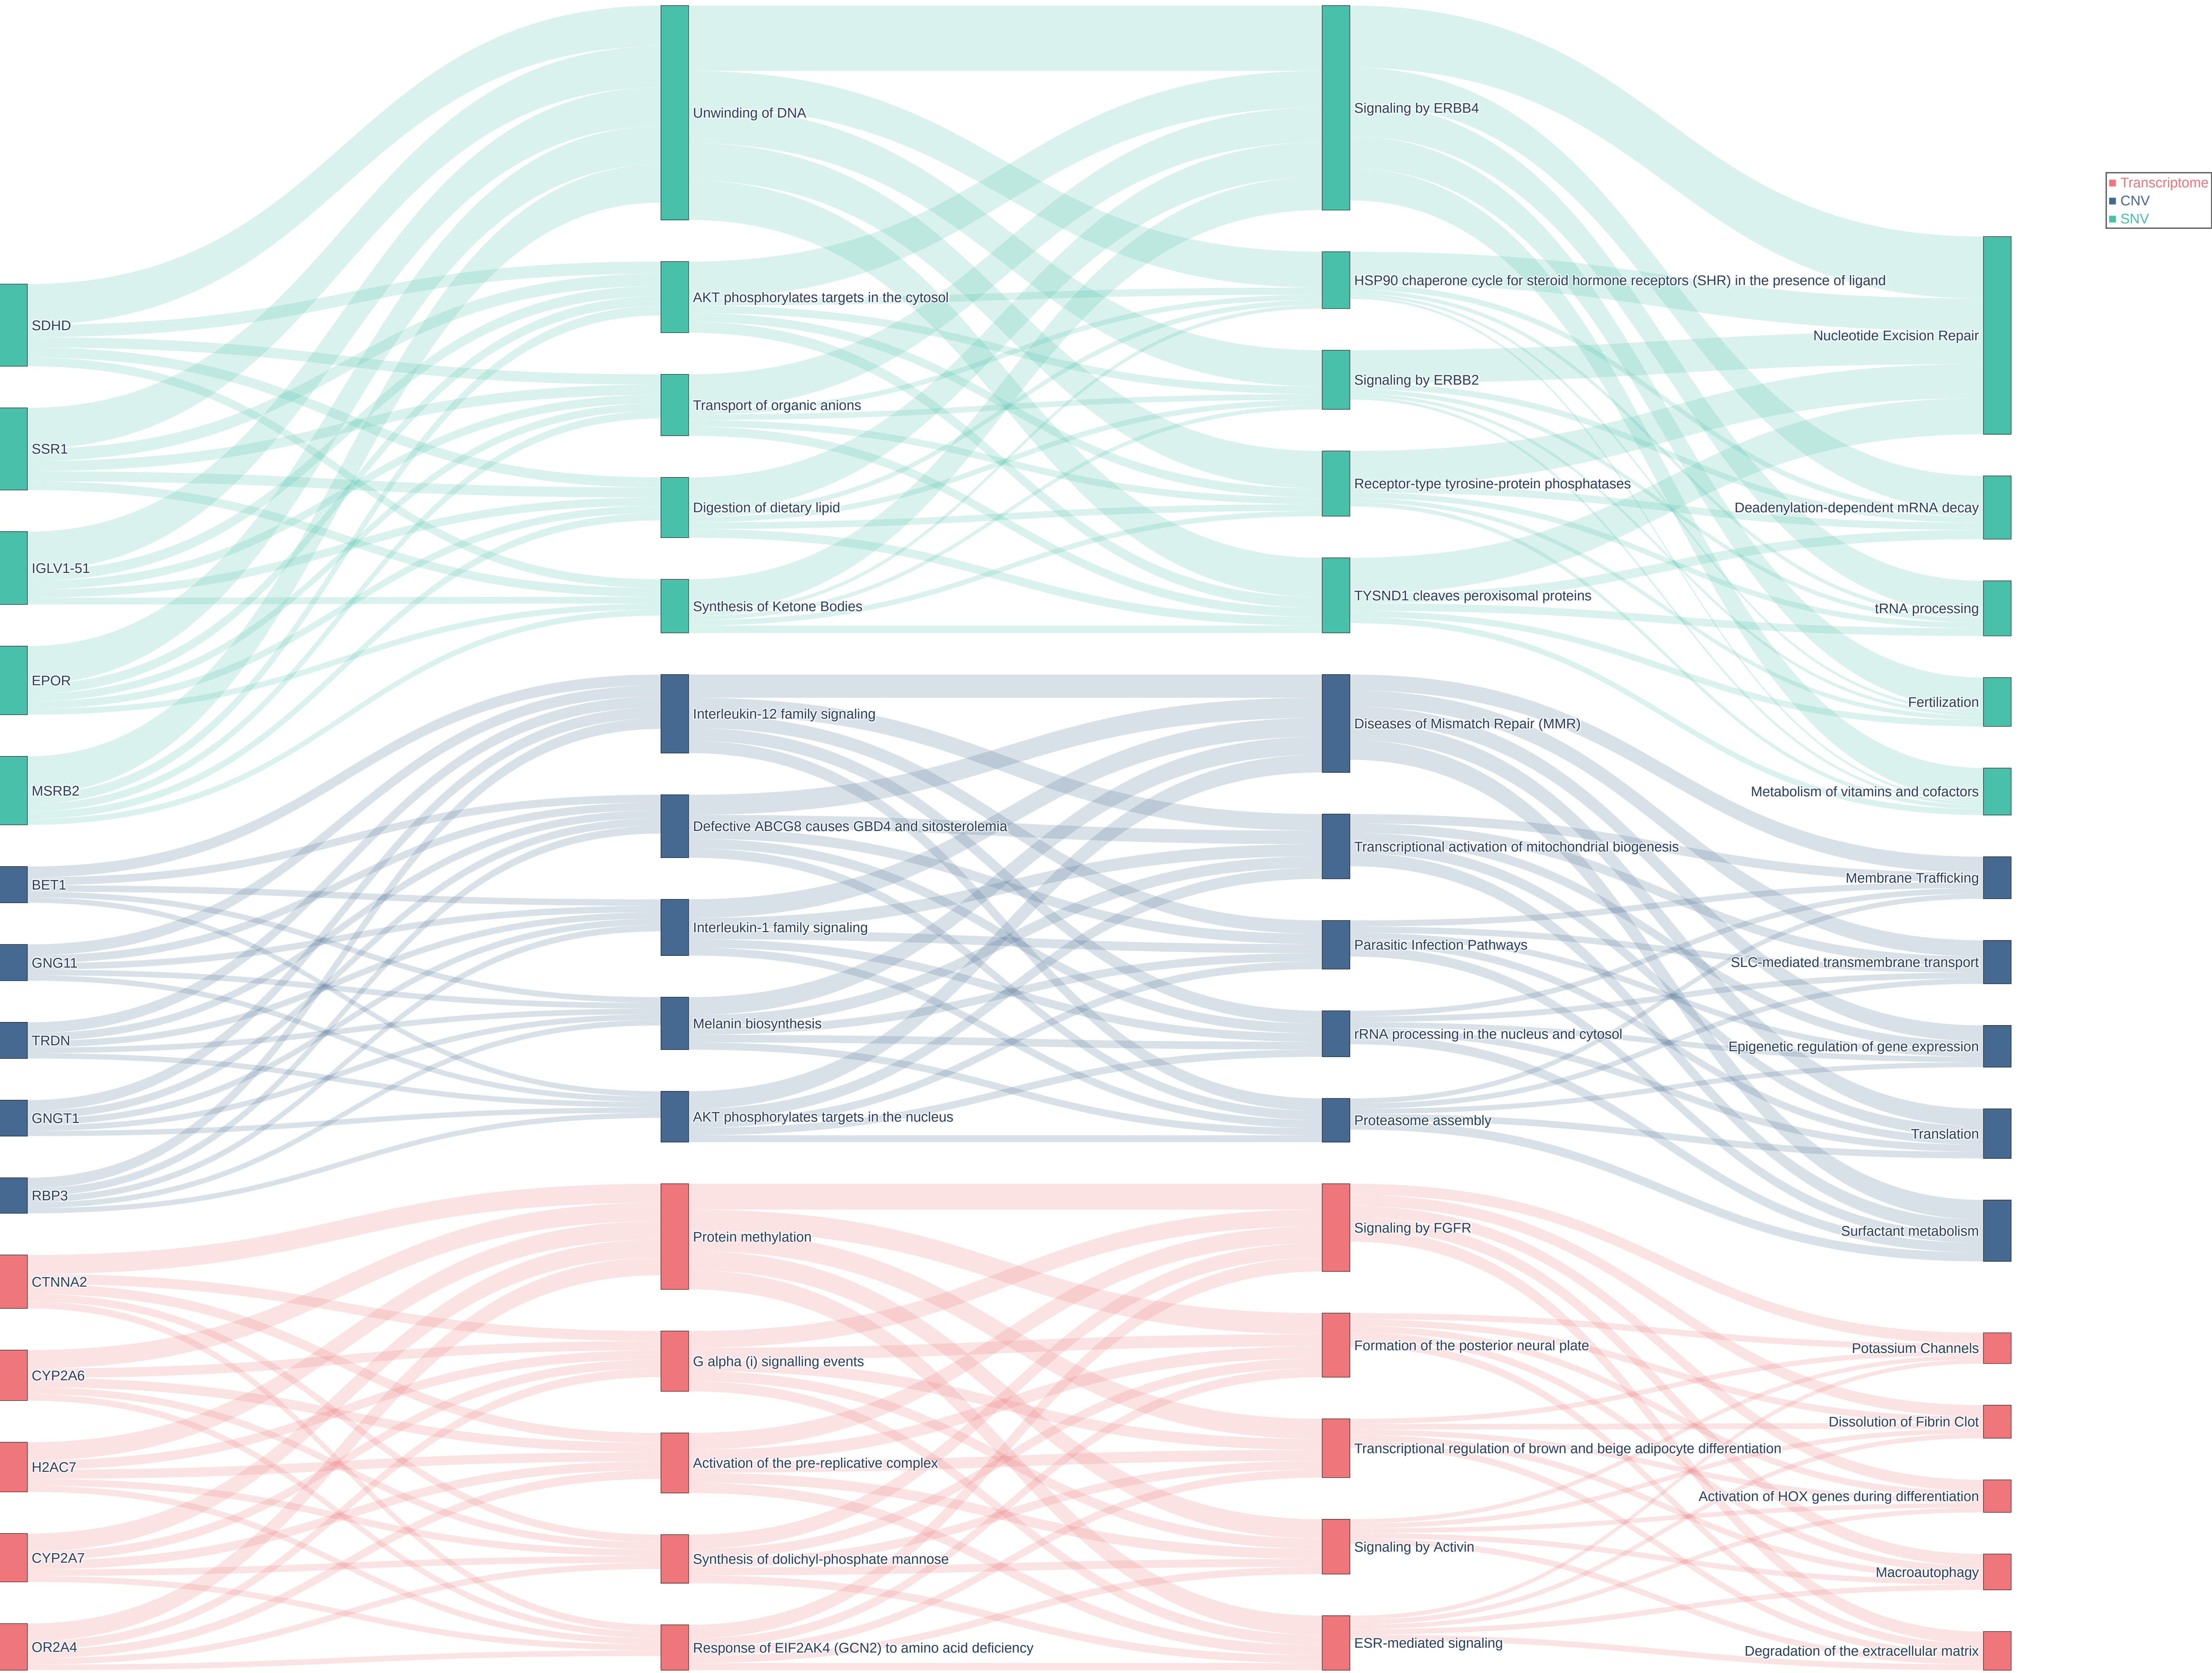 SDHD
SSR1
IGLV1-51
EPOR
MSRB2
BET1
GNG11
TRDN
GNGT1
RBP3
CTNNA2
CYP2A6
H2AC7
CYP2A7
OR2A4
Unwinding of DNA
AKT phosphorylates targets in the cytosol
Transport of organic anions
Digestion of dietary lipid
Synthesis of Ketone Bodies
Interleukin-12 family signaling
Defective ABCG8 causes GBD4 and sitosterolemia
Interleukin-1 family signaling
Melanin biosynthesis
AKT phosphorylates targets in the nucleus
Protein methylation
G alpha (i) signalling events
Activation of the pre-replicative complex
Synthesis of dolichyl-phosphate mannose
Response of EIF2AK4 (GCN2) to amino acid deficiency
Signaling by ERBB4
HSP90 chaperone cycle for steroid hormone receptors (SHR) in the presence of ligand
Signaling by ERBB2
Receptor-type tyrosine-protein phosphatases
TYSND1 cleaves peroxisomal proteins
Diseases of Mismatch Repair (MMR)
Transcriptional activation of mitochondrial biogenesis
Parasitic Infection Pathways
rRNA processing in the nucleus and cytosol
Proteasome assembly
Signaling by FGFR
Formation of the posterior neural plate
Transcriptional regulation of brown and beige adipocyte differentiation
Signaling by Activin
ESR-mediated signaling
Nucleotide Excision Repair
Deadenylation-dependent mRNA decay
tRNA processing
Fertilization
Metabolism of vitamins and cofactors
Membrane Trafficking
SLC-mediated transmembrane transport
Epigenetic regulation of gene expression
Translation
Surfactant metabolism
Potassium Channels
Dissolution of Fibrin Clot
Activation of HOX genes during differentiation
Macroautophagy
Degradation of the extracellular matrix
Transcriptome
CNV
SNV